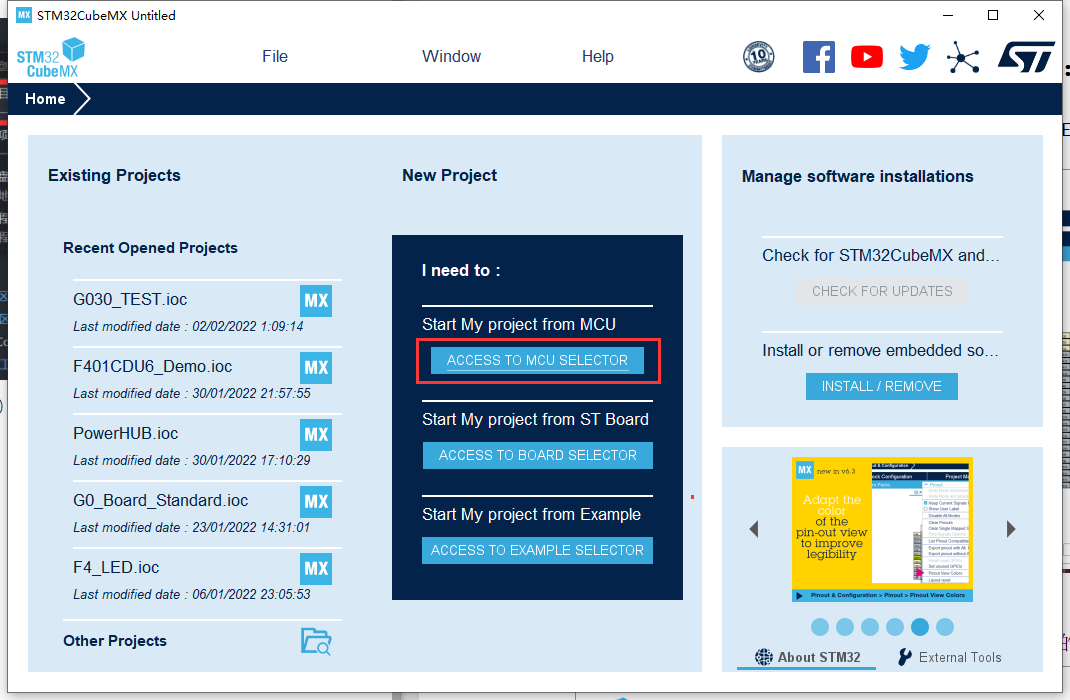 STM32CubeMX Untitled
STM32
CubeMX
File
Window
Help
Home
Existing Projects
Recent Opened Projects
G030_TEST.ioc
MX
Last modified date : 02/02/2022 1:09:14
F401CDU6_Demo.ioc
MX
Last modified date : 30/01/2022 21:57:55
PowerHUB.ioc
MX
Last modified date : 30/01/2022 17:10:29
G0_Board_Standard.ioc
MX
Last modified date : 23/01/2022 14:31:01
F4_LED.ioc
MX
Last modified date : 06/01/2022 23:05:53
Other Projects
New Project
I need to :
Start My project from MCU
ACCESS TO MCU SELECTOR
Start My project from ST Board
ACCESS TO BOARD SELECTOR
Start My project from Example
ACCESS TO EXAMPLE SELECTOR
Manage software installations
Check for STM32CubeMX and...
CHECK FOR UPDATES
Install or remove embedded so...
INSTALL / REMOVE
MX new in v6.3
Adapt the
color
of the
pin-out view
to improve
legibility
Pinout & Configuration > Pinout > Pinout View Colors
About STM32
External Tools